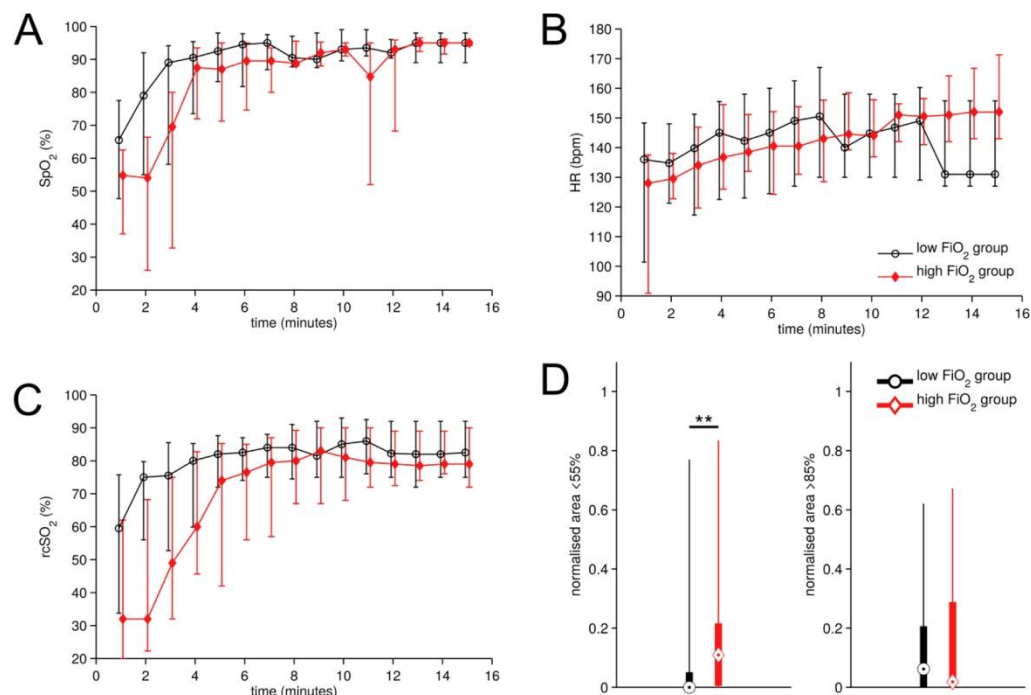 A
SpO2 (%)
100
90
80
70
60
50
40
30
20
0 2 4 6 8 10 12 14 16
time (minutes)
B
HR (bpm)
180
170
160
150
140
130
120
110
100
90
0 2 4 6 8 10 12 14 16
time (minutes)
low FiO2 group
high FiO2 group
C
rcSO2 (%)
100
90
80
70
60
50
40
30
20
0 2 4 6 8 10 12 14 16
time (minutes)
D
normalised area <55%
1
0.8
0.6
0.4
0.2
0
**
normalised area >85%
1
0.8
0.6
0.4
0.2
0
low FiO2 group
high FiO2 group